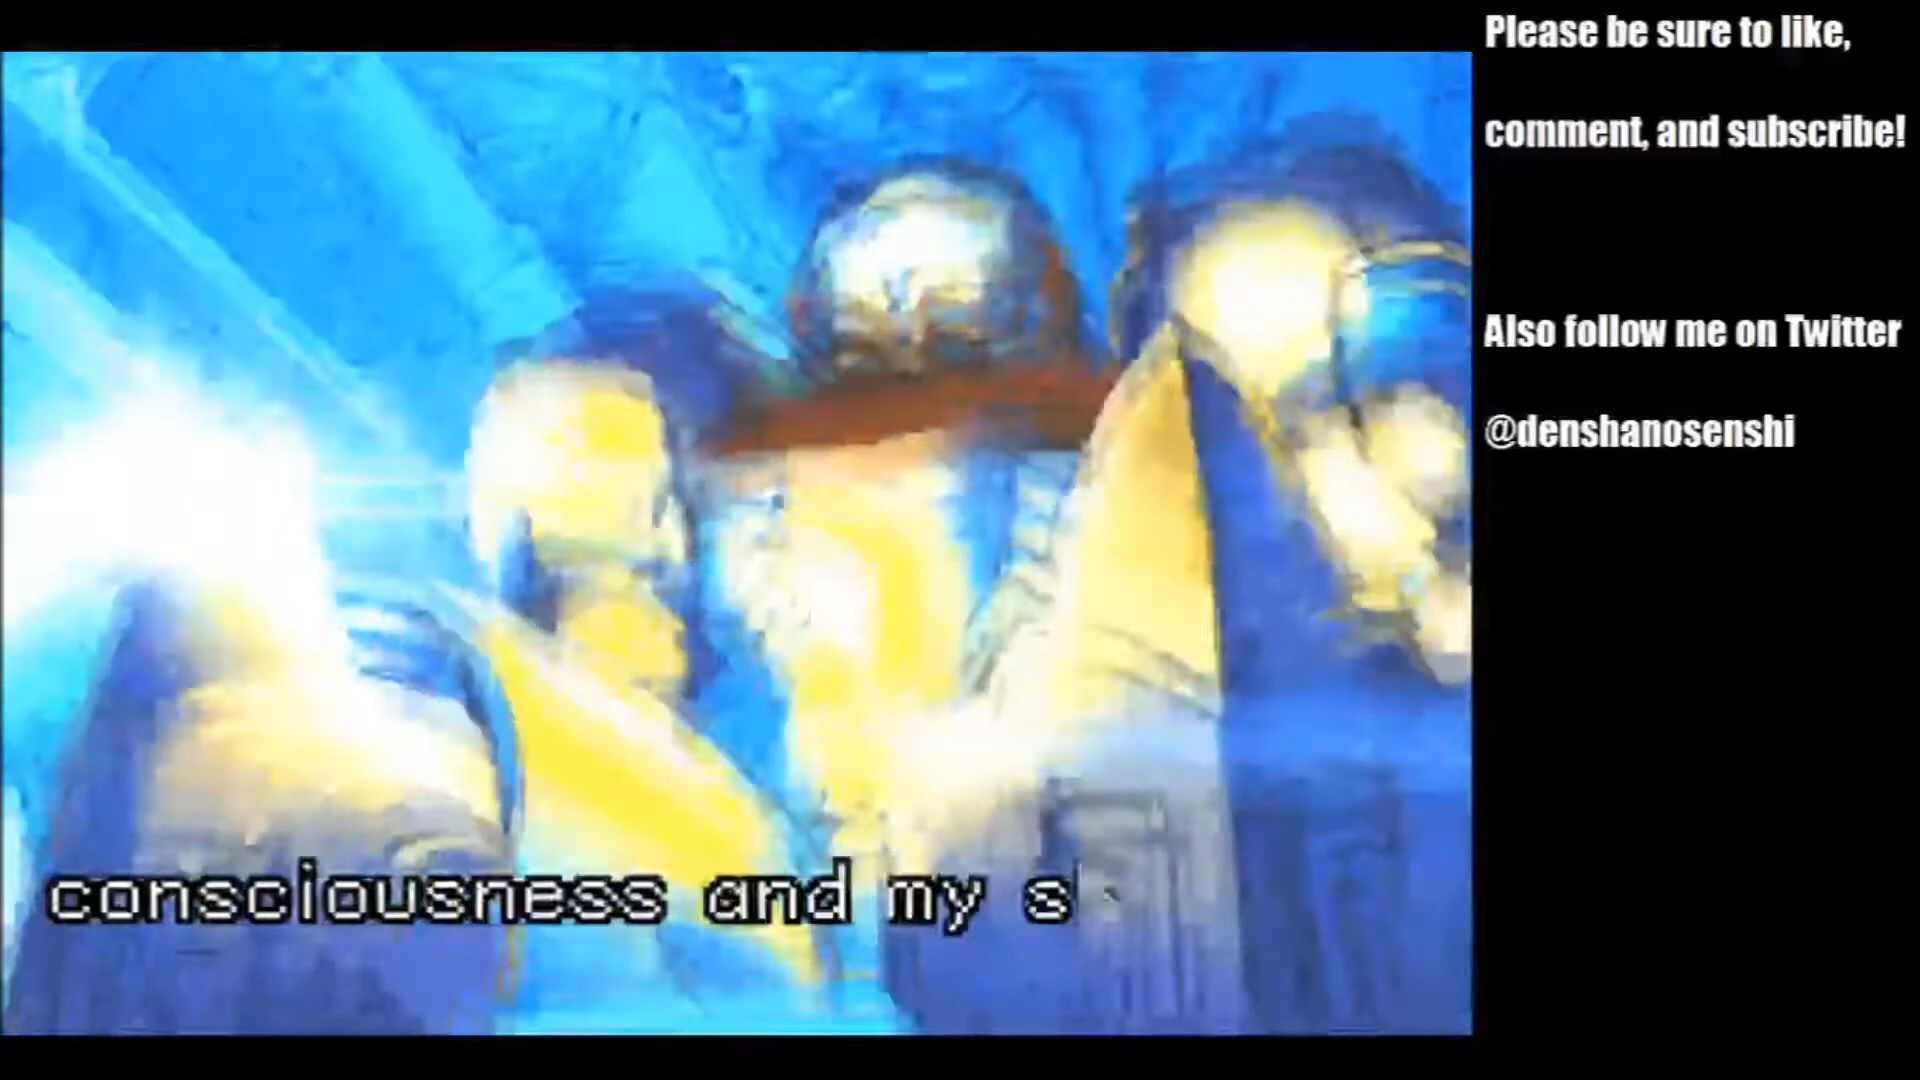 Please be sure to like,
comment, and subscribe!
Also follow me on Twitter
@denshanosenshi
consciousness and my s